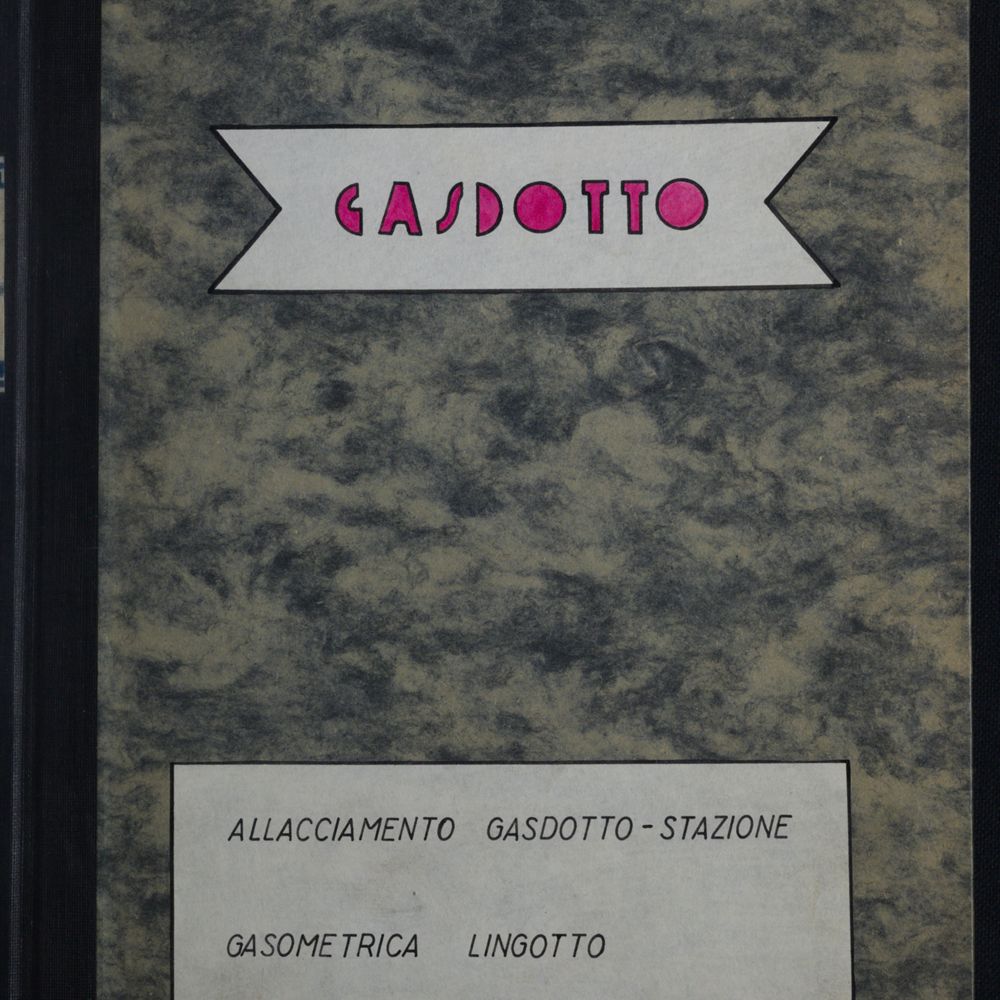 GASDOTTO
ALLACCIAMENTO GASDOTTO - STAZIONE
GASOMETRICA LINGOTTO